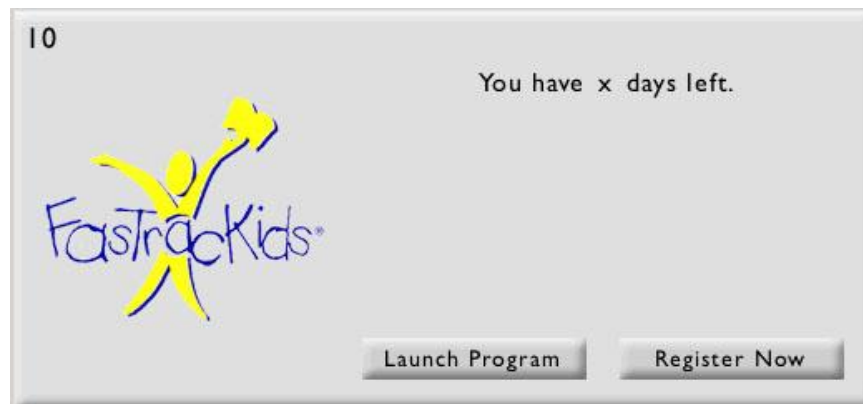 10
You have x days left.
FasTracKids®
Launch Program
Register Now